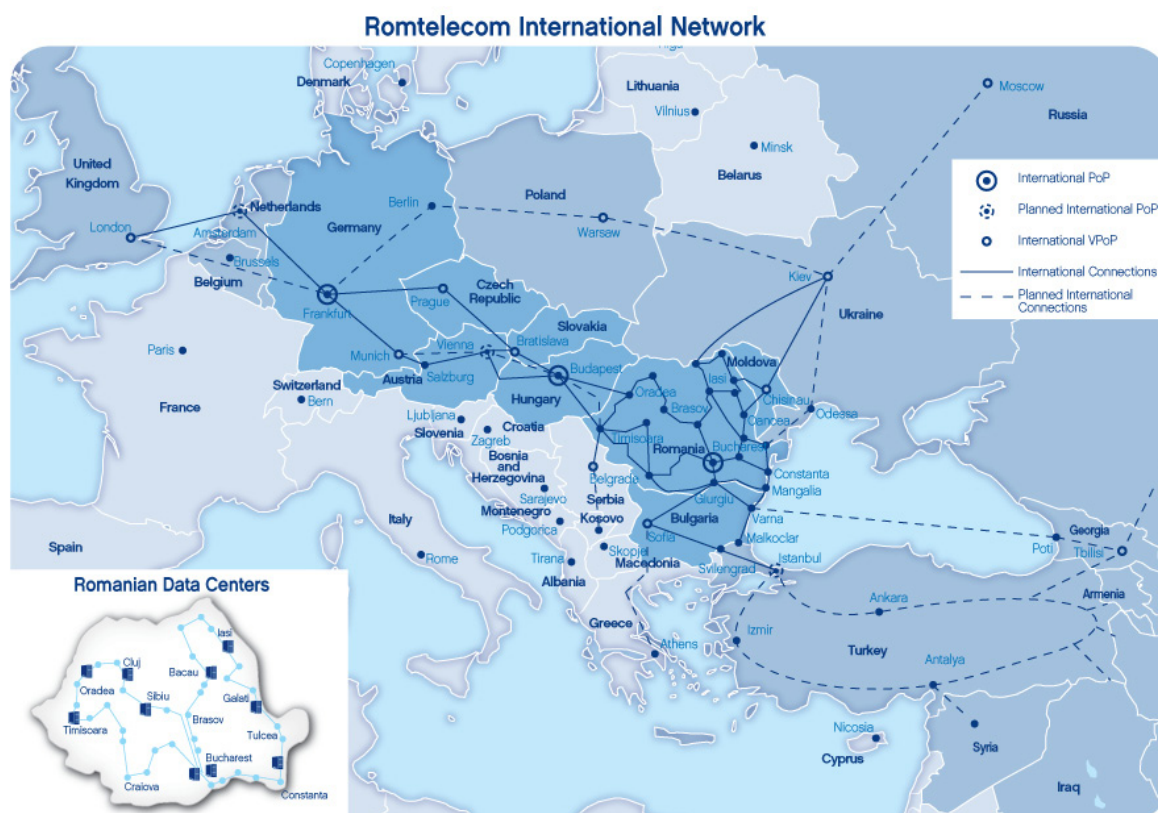 Romtelecom International Network
Riga
Copenhagen
Denmark
Lithuania
Vilnius
Moscow
Russia
Minsk
Belarus
United
Kingdom
London
Netherlands
Amsterdam
Brussels
Belgium
Germany
Berlin
Poland
Warsaw
International PoP
Planned International PoP
International VPoP
International Connections
Planned International
Connections
Kiev
Ukraine
Frankfurt
Prague
Czech
Republic
Slovakia
Paris
France
Munich
Vienna
Bratislava
Budapest
Austria
Salzburg
Hungary
Switzerland
Bern
Moldova
Iasi
Chisinau
Oancea
Odessa
Oradea
Brasov
Ljubljana
Slovenia
Croatia
Zagreb
Timisoara
Romania
Bucharest
Bosnia
and
Herzegovina
Sarajevo
Belgrade
Serbia
Constanta
Mangalia
Giurgiu
Montenegro
Podgorica
Kosovo
Bulgaria
Sofia
Varna
Malkoclar
Italy
Rome
Spain
Tirana
Albania
Skopje
Macedonia
Svilengrad
Istanbul
Georgia
Poti
Tbilisi
Armenia
Greece
Athens
Izmir
Ankara
Turkey
Antalya
Nicosia
Cyprus
Syria
Iraq
Romanian Data Centers
Iasi
Cluj
Oradea
Bacau
Sibiu
Galati
Timisoara
Brasov
Tulcea
Bucharest
Craiova
Constanta